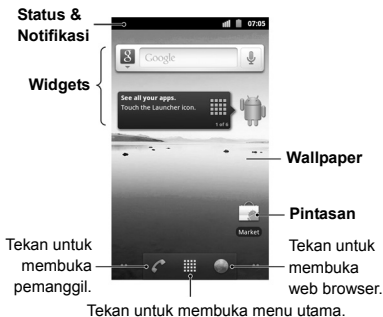 Status &
Notifikasi
07:05
Google
Widgets
See all your apps.
Touch the Launcher icon.
1 of 6
Wallpaper
Pintasan
Market
Tekan untuk
membuka
pemanggil.
Tekan untuk
membuka
web browser.
Tekan untuk membuka menu utama.